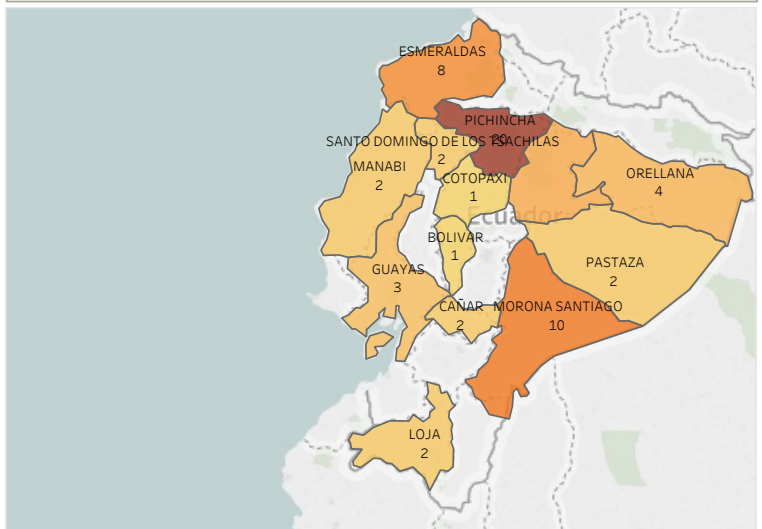 ESMERALDAS
8
PICHINCHA
SANTO DOMINGO DE LOS TSACHILAS
2
MANABI
2
COTOPAXI
1
ORELLANA
4
Ecuador
BOLIVAR
1
GUAYAS
3
PASTAZA
2
CAÑAR
2
MORONA SANTIAGO
10
LOJA
2